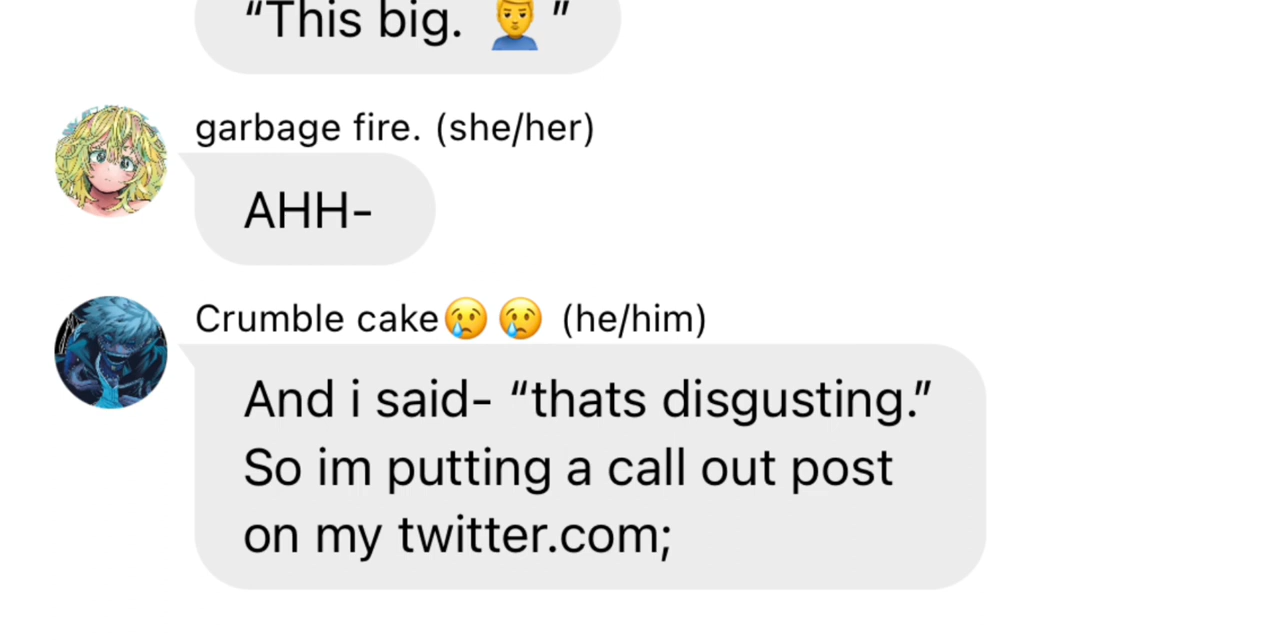 “This big. 🙎‍♂️ ”
garbage fire. (she/her)
AHH-
Crumble cake😢 😢 (he/him)
And i said- “thats disgusting.”
So im putting a call out post
on my twitter.com;